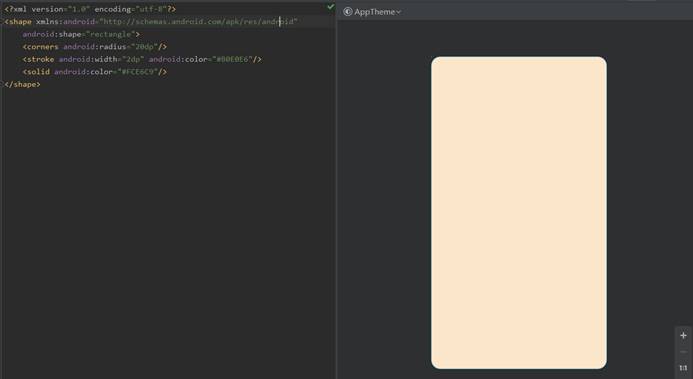 <?xml version="1.0" encoding="utf-8"?>
<shape xmlns:android="http://schemas.android.com/apk/res/android"
    android:shape="rectangle">
    <corners android:radius="20dp"/>
    <stroke android:width="2dp" android:color="#B0E0E6"/>
    <solid android:color="#FCE6C9"/>
</shape>
AppTheme
1:1